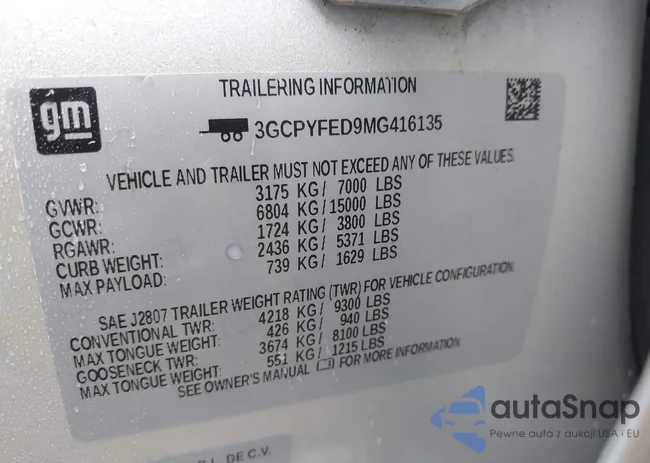 gm
TRAILERING INFORMATION
3GCPYFED9MG416135
VEHICLE AND TRAILER MUST NOT EXCEED ANY OF THESE VALUES.
GVWR: 3175 KG/ 7000 LBS
GCWR: 6804 KG/15000 LBS
RGAWR: 1724 KG/ 3800 LBS
CURB WEIGHT: 2436 KG/ 5371 LBS
MAX PAYLOAD: 739 KG/ 1629 LBS
SAE J2807 TRAILER WEIGHT RATING (TWR) FOR VEHICLE CONFIGURATION.
CONVENTIONAL TWR: 4218 KG/ 9300 LBS
MAX TONGUE WEIGHT: 426 KG/ 940 LBS
GOOSENECK TWR: 3674 KG/ 8100 LBS
MAX TONGUE WEIGHT: 551 KG/ 1215 LBS
SEE OWNER'S MANUAL FOR MORE INFORMATION
DE C.V.
autoSnap
Pewne auta z aukcji USA i EU